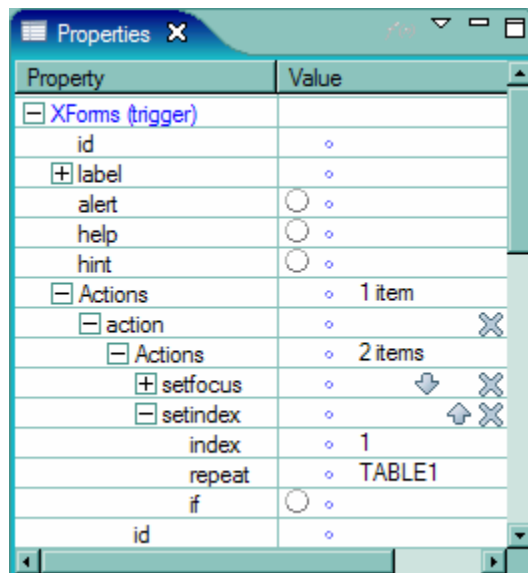 Properties
Property Value
XForms (trigger)
id
label
alert
help
hint
Actions 1 item
action
Actions 2 items
setfocus
setindex
index 1
repeat TABLE1
if
id